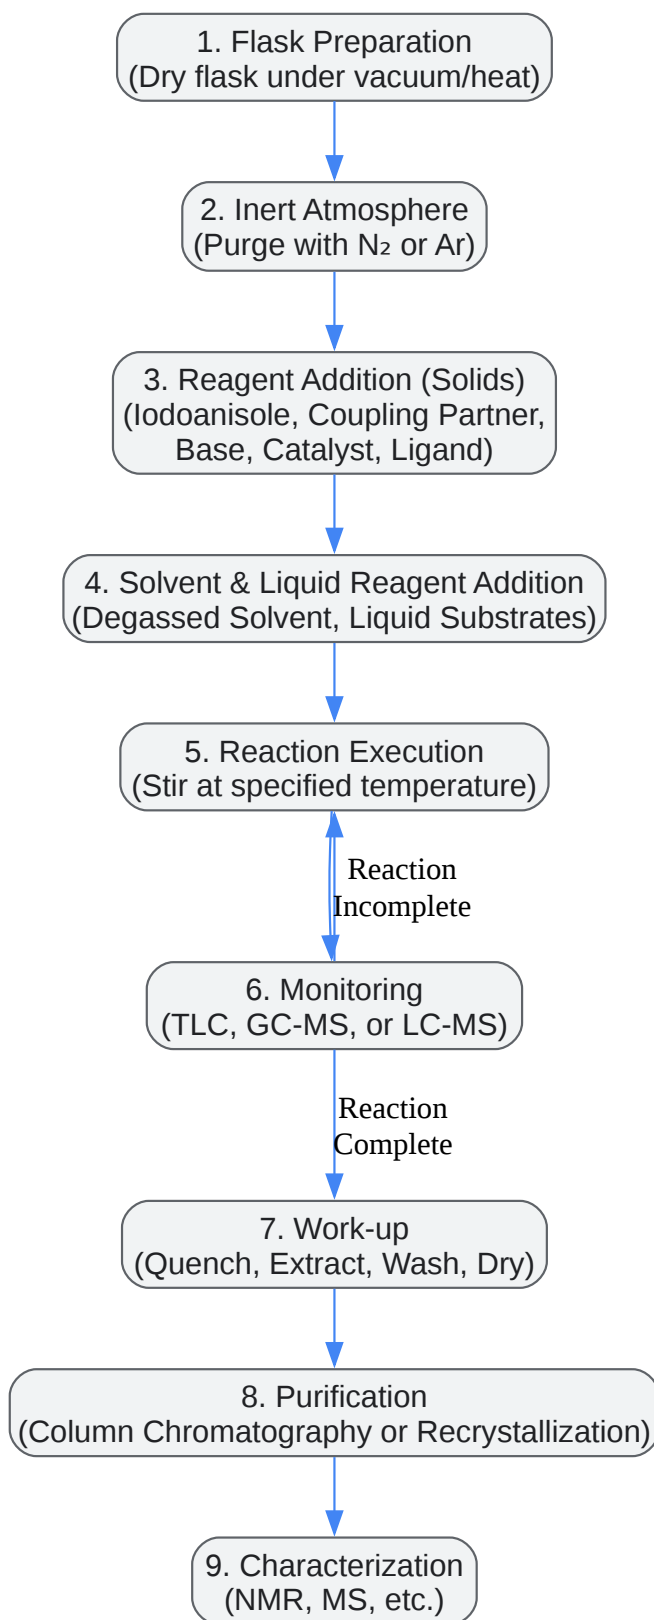 1. Flask Preparation
(Dry flask under vacuum/heat)
2. Inert Atmosphere
(Purge with N₂ or Ar)
3. Reagent Addition (Solids)
(Iodoanisole, Coupling Partner,
Base, Catalyst, Ligand)
4. Solvent & Liquid Reagent Addition
(Degassed Solvent, Liquid Substrates)
5. Reaction Execution
(Stir at specified temperature)
Reaction
Incomplete
6. Monitoring
(TLC, GC-MS, or LC-MS)
Reaction
Complete
7. Work-up
(Quench, Extract, Wash, Dry)
8. Purification
(Column Chromatography or Recrystallization)
9. Characterization
(NMR, MS, etc.)